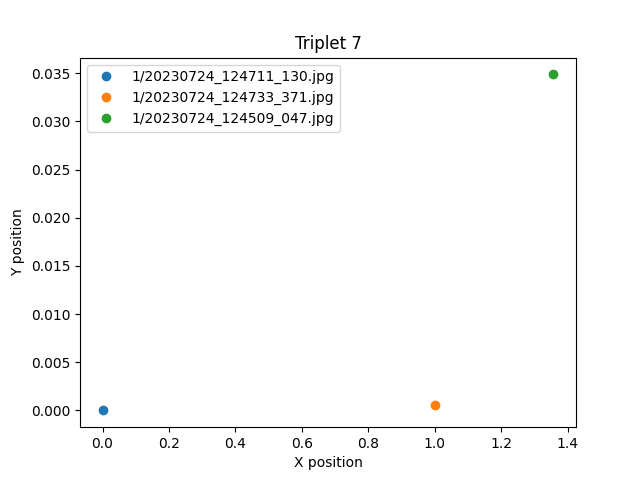 Triplet 7
1/20230724_124711_130.jpg
1/20230724_124733_371.jpg
1/20230724_124509_047.jpg
0.035
0.030
0.025
0.020
0.015
0.010
0.005
0.000
Y position
0.0 0.2 0.4 0.6 0.8 1.0 1.2 1.4
X position